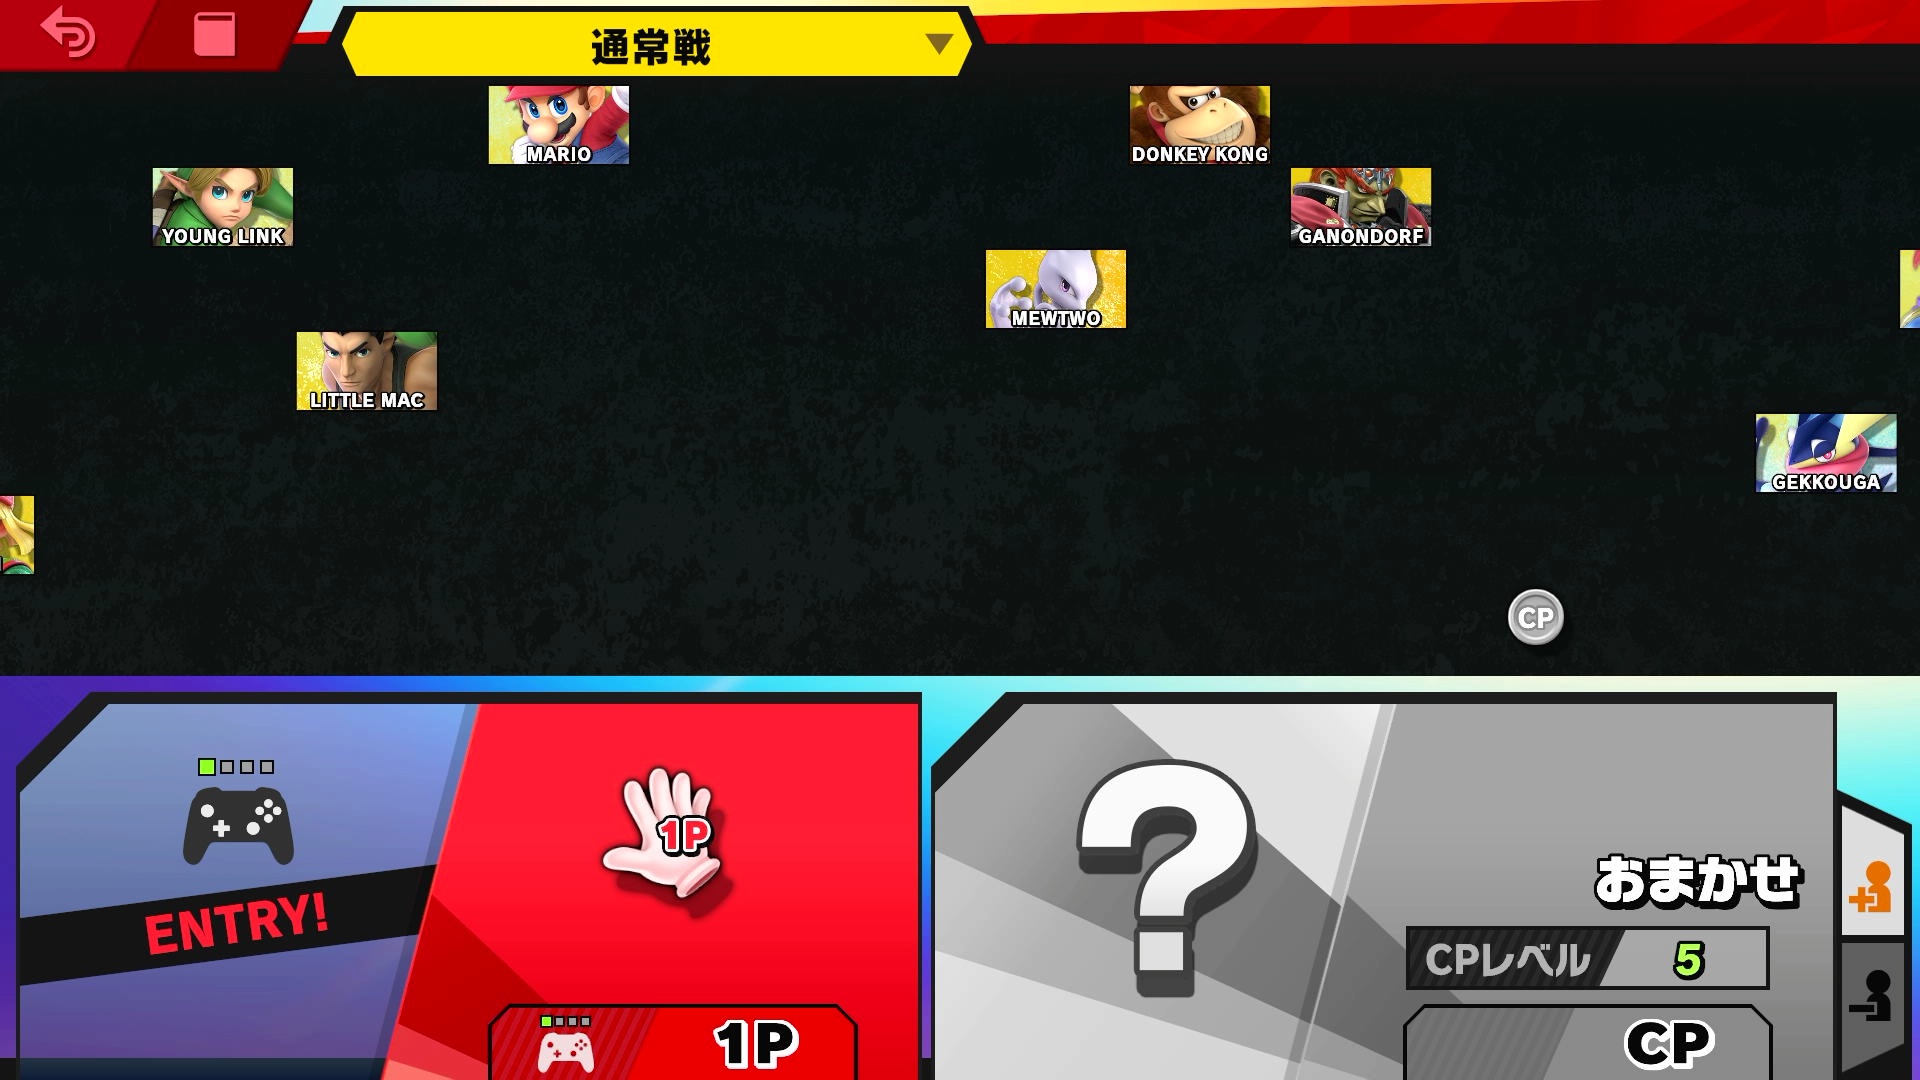 通常戦
MARIO
DONKEY KONG
YOUNG LINK
GANONDORF
MEWTWO
LITTLE MAC
GEKKOUGA
CP
1P
ENTRY!
おまかせ
CPレベル 5
1P
CP